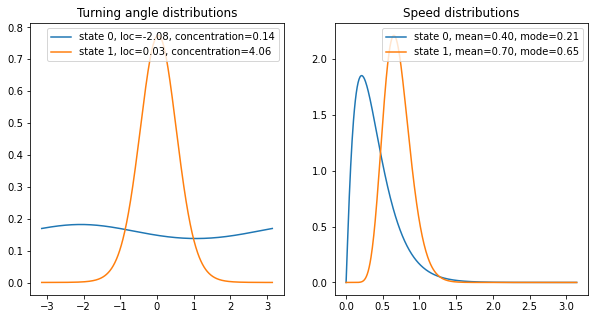 Turning angle distributions
state 0, loc=-2.08, concentration=0.14
state 1, loc=0.03, concentration=4.06
0.8
0.7
0.6
0.5
0.4
0.3
0.2
0.1
0.0
−3 −2 −1 0 1 2 3
Speed distributions
state 0, mean=0.40, mode=0.21
state 1, mean=0.70, mode=0.65
2.0
1.5
1.0
0.5
0.0
0.0 0.5 1.0 1.5 2.0 2.5 3.0